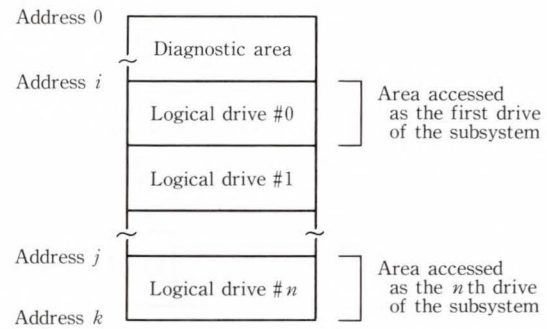 Address 0
Diagnostic area
Address i
Logical drive #0
Area accessed
as the first drive
of the subsystem
Logical drive #1
Address j
Logical drive #n
Area accessed
as the n th drive
of the subsystem
Address k